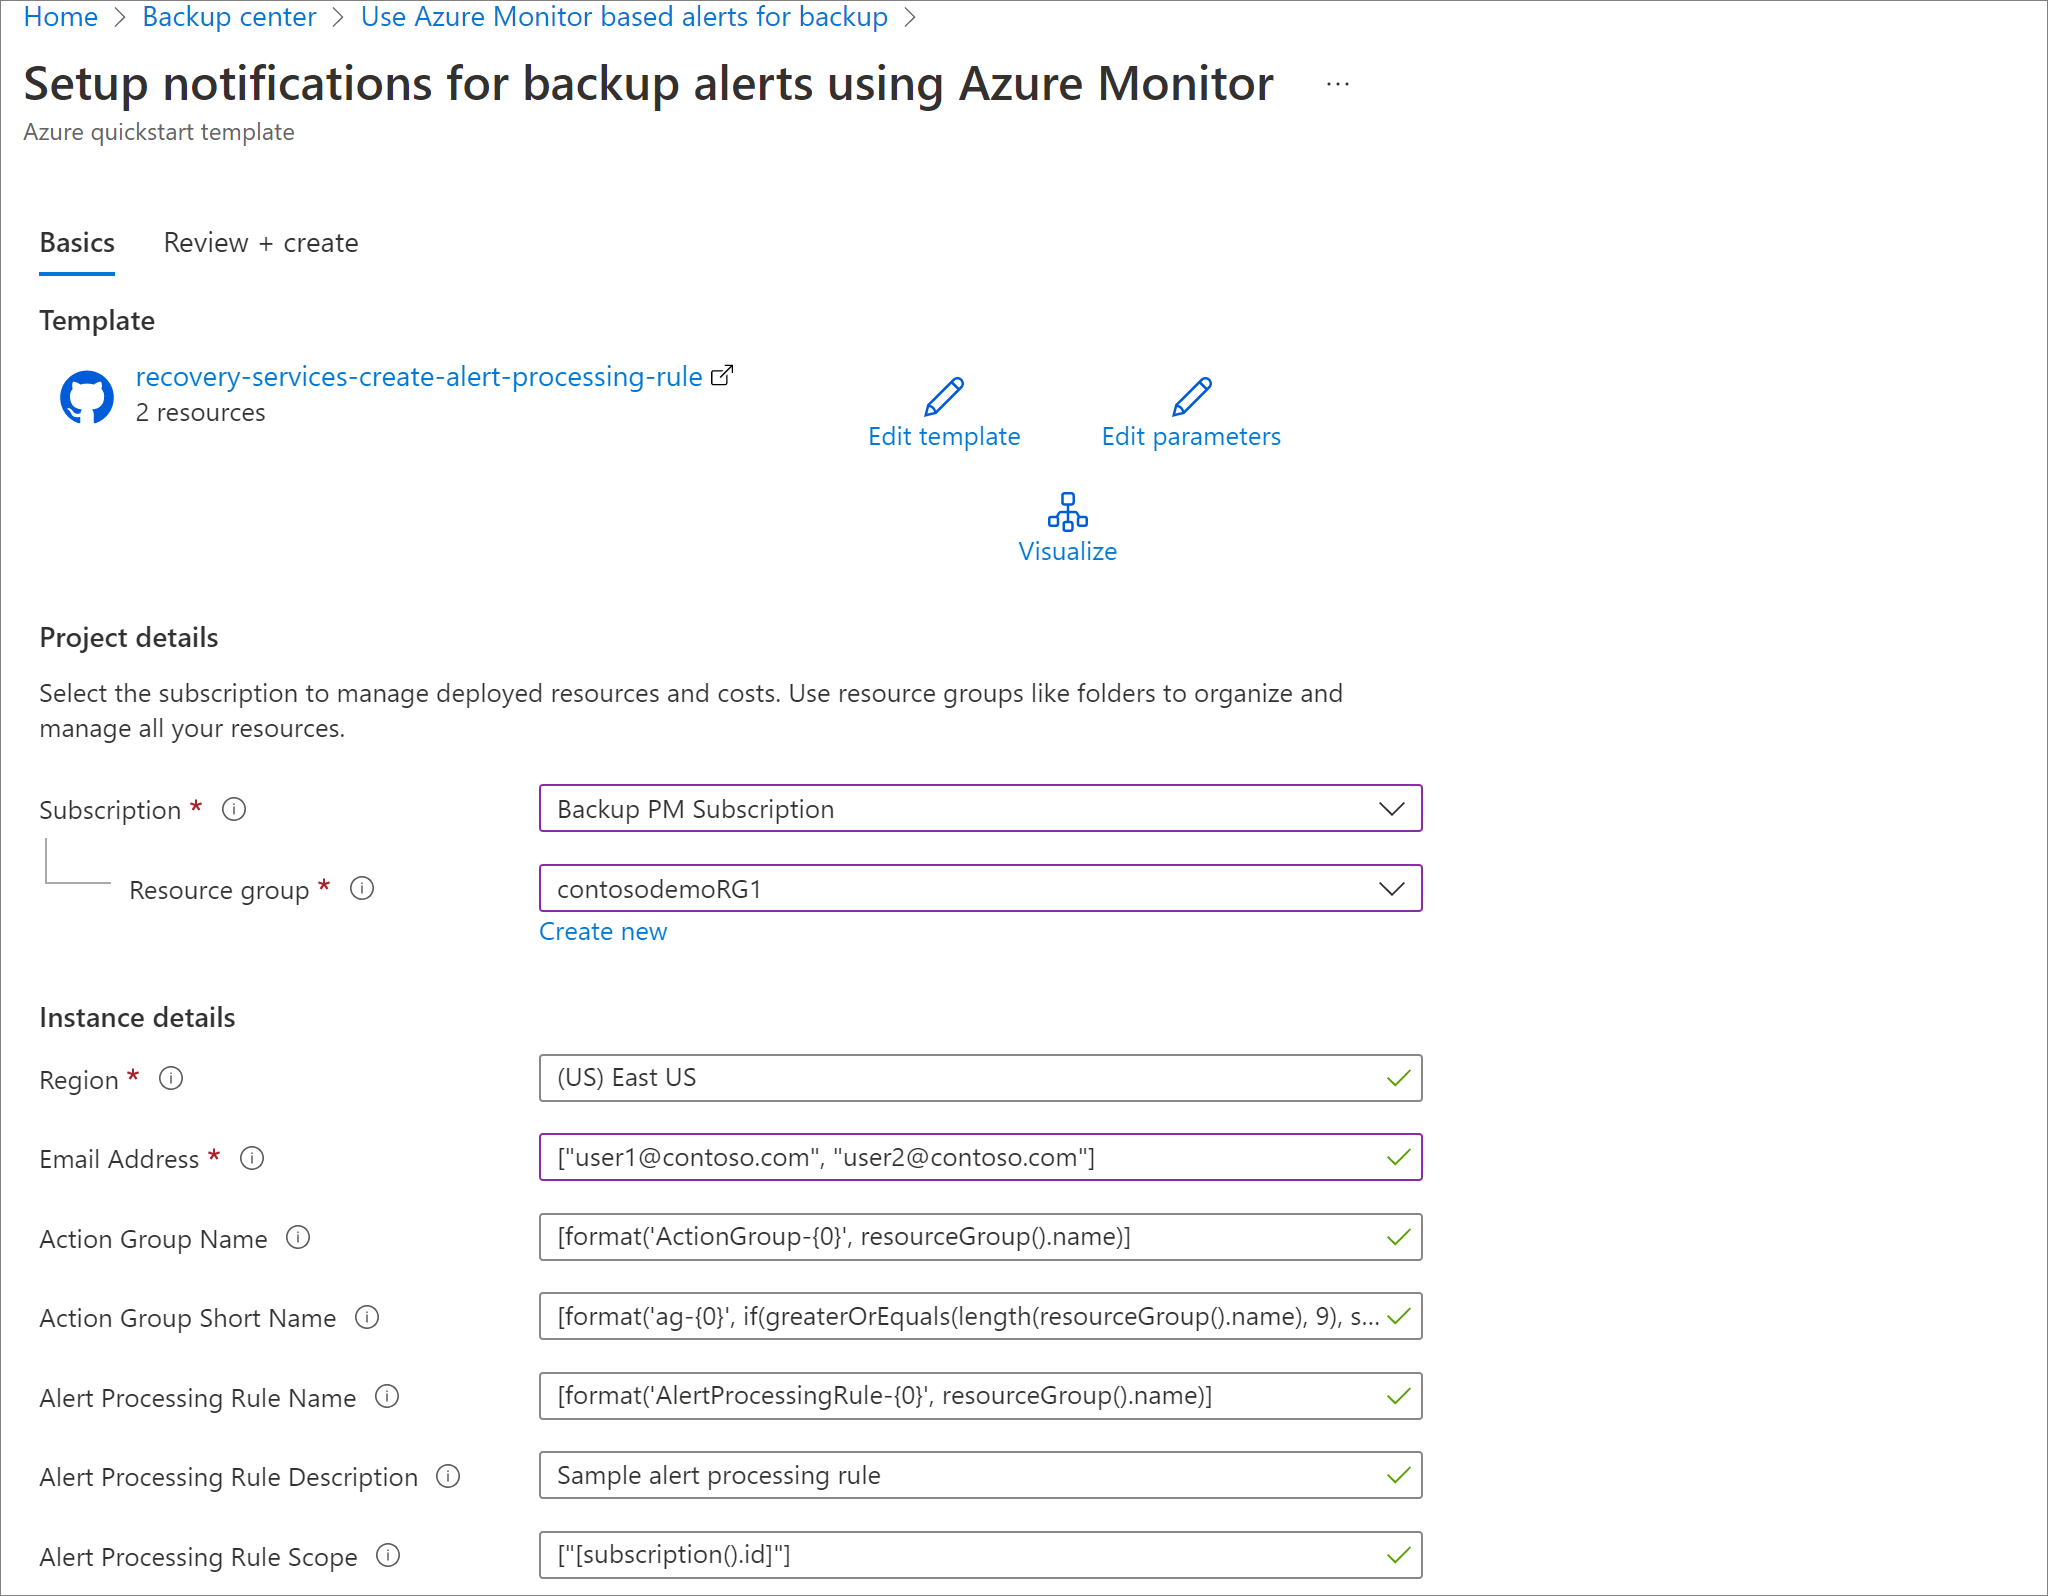 Home > Backup center > Use Azure Monitor based alerts for backup >
Setup notifications for backup alerts using Azure Monitor ...
Azure quickstart template
Basics Review + create
Template
recovery-services-create-alert-processing-rule
2 resources
Edit template Edit parameters
Visualize
Project details
Select the subscription to manage deployed resources and costs. Use resource groups like folders to organize and
manage all your resources.
Subscription * Backup PM Subscription
Resource group * contosodemoRG1
Create new
Instance details
Region * (US) East US
Email Address * ["user1@contoso.com", "user2@contoso.com"]
Action Group Name [format('ActionGroup-{0}', resourceGroup().name)]
Action Group Short Name [format('ag-{0}', if(greaterOrEquals(length(resourceGroup().name), 9), s...
Alert Processing Rule Name [format('AlertProcessingRule-{0}', resourceGroup().name)]
Alert Processing Rule Description Sample alert processing rule
Alert Processing Rule Scope ["[subscription().id]"]